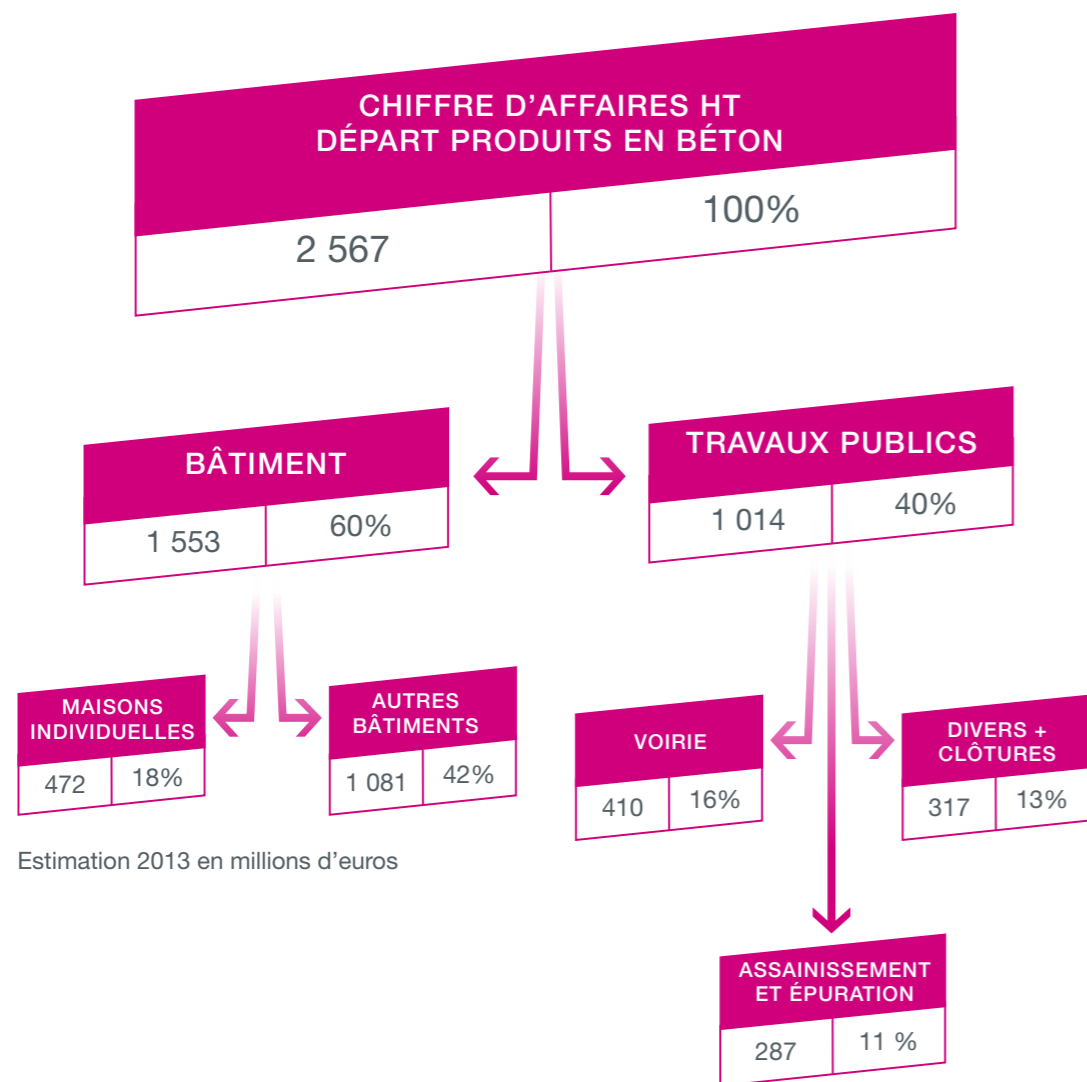 CHIFFRE D'AFFAIRES HT
DÉPART PRODUITS EN BÉTON
2 567
100%
BÂTIMENT
1 553
60%
TRAVAUX PUBLICS
1 014
40%
MAISONS
INDIVIDUELLES
472
18%
AUTRES
BÂTIMENTS
1 081
42%
VOIRIE
410
16%
DIVERS +
CLÔTURES
317
13%
Estimation 2013 en millions d'euros
ASSAINISSEMENT
ET ÉPURATION
287
11 %